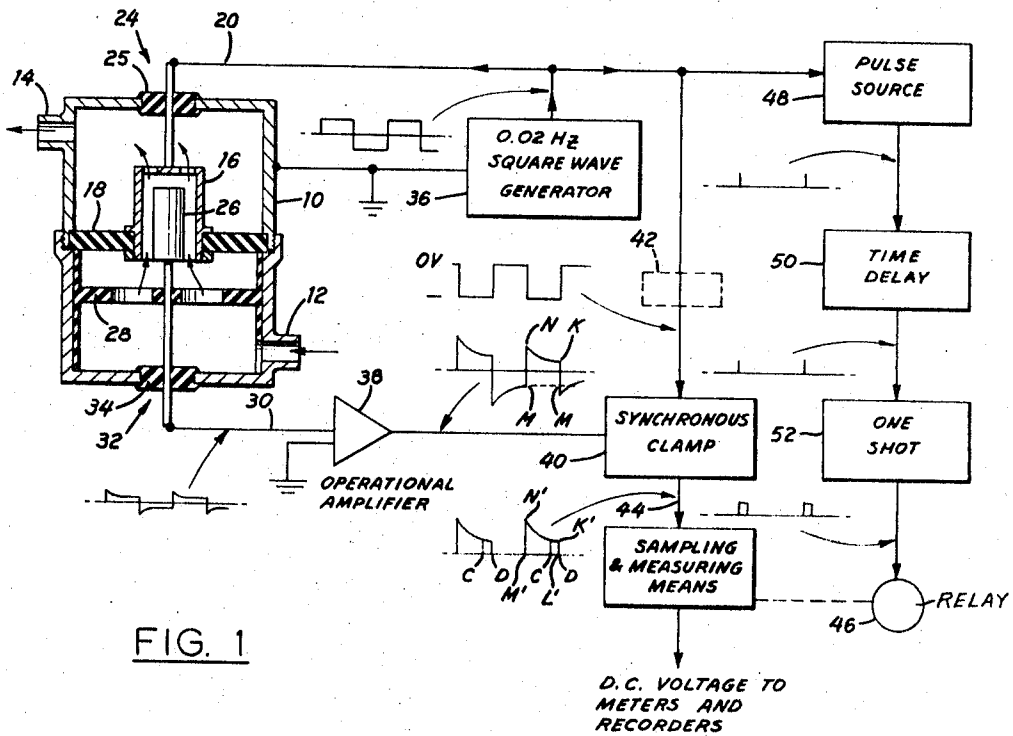 24
20
14
25
PULSE
SOURCE
48
0.02 Hz
SQUARE WAVE
GENERATOR
36
16
26
10
18
42
0V
TIME
DELAY
50
12
28
N
K
M
M
38
34
32
30
SYNCHRONOUS
CLAMP
40
ONE
SHOT
52
OPERATIONAL
AMPLIFIER
N'
44
K'
C
D
M'
C
L'
D
SAMPLING
& MEASURING
MEANS
RELAY
46
FIG. 1
D.C. VOLTAGE TO
METERS AND
RECORDERS